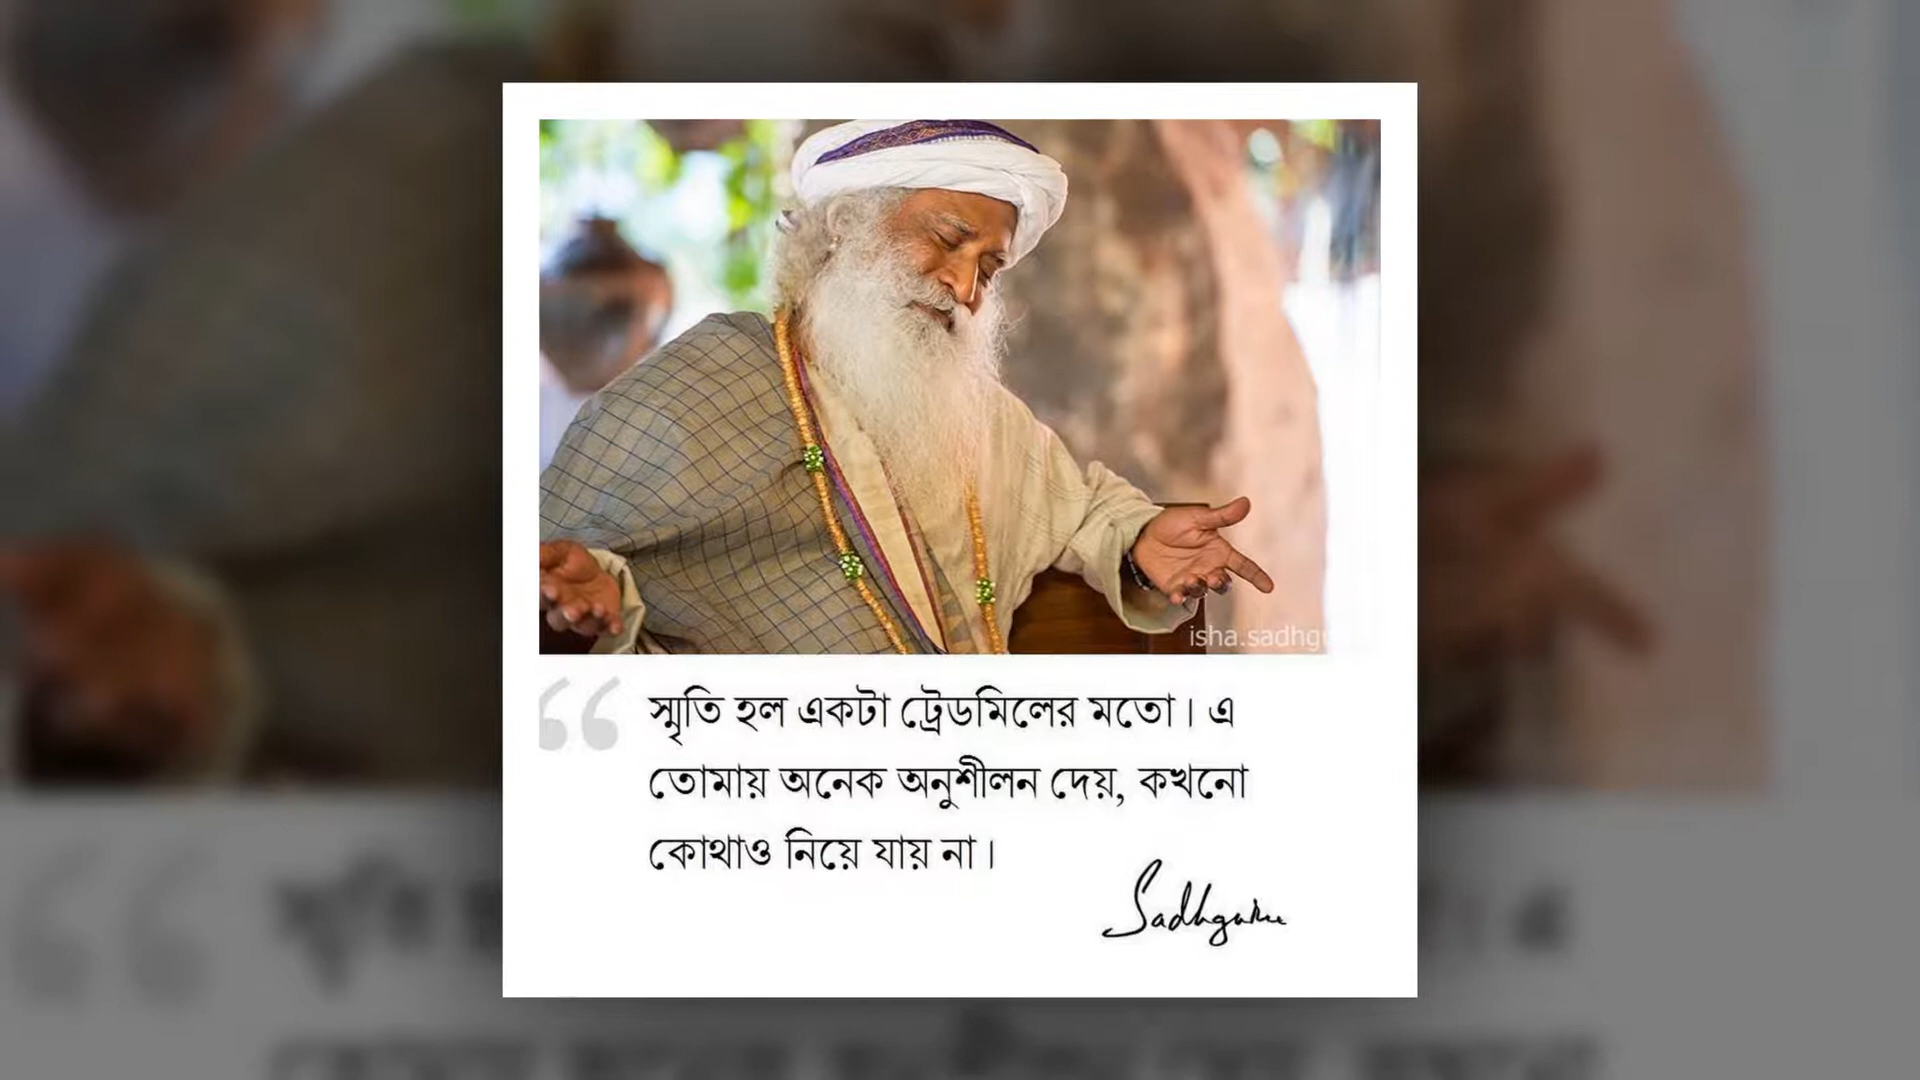 isha.sadhg
স্মৃতি হল একটা ট্রেডমিলের মতো। এ
তোমায় অনেক অনুশীলন দেয়, কখনো
কোথাও নিয়ে যায় না।
Sadhguru